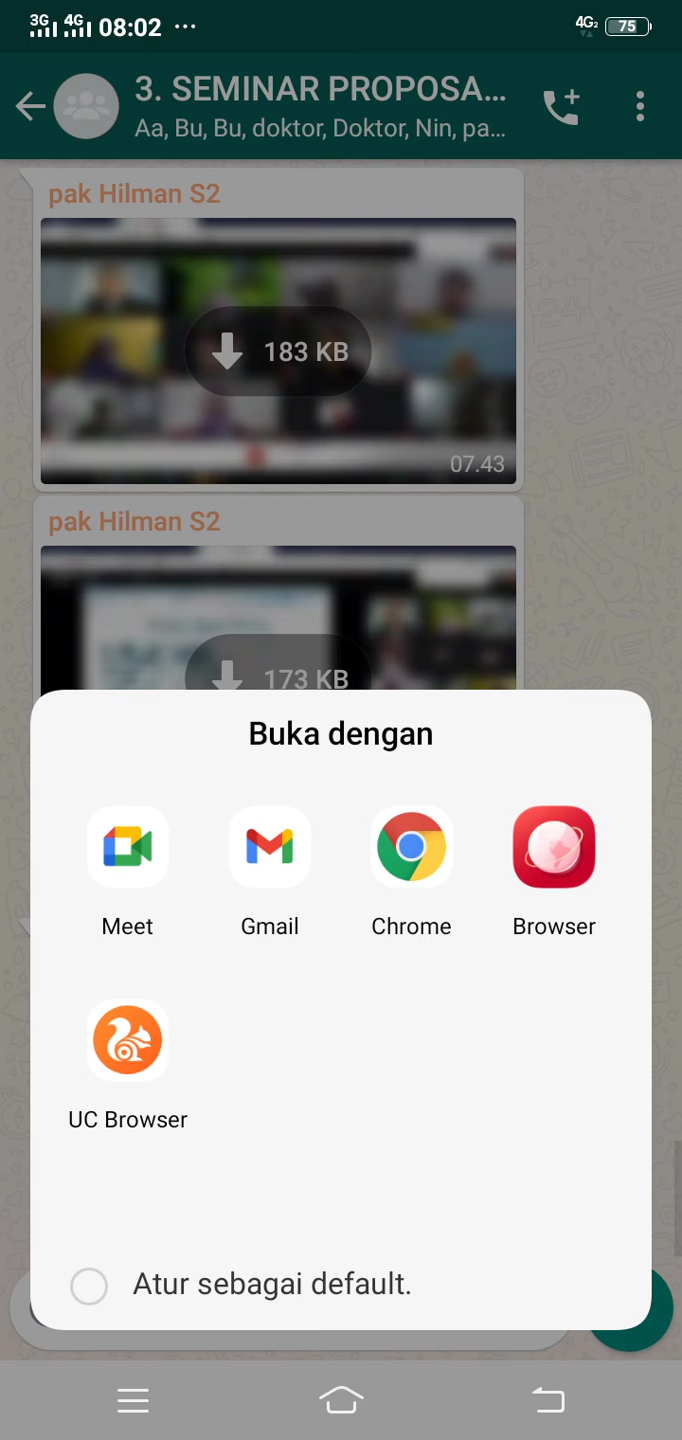 3G 4G 08:02 ... 4G2 75
3. SEMINAR PROPOSA...
Aa, Bu, Bu, doktor, Doktor, Nin, pa...
pak Hilman S2
183 KB
07.43
pak Hilman S2
173 KB
Buka dengan
Meet Gmail Chrome Browser
UC Browser
Atur sebagai default.